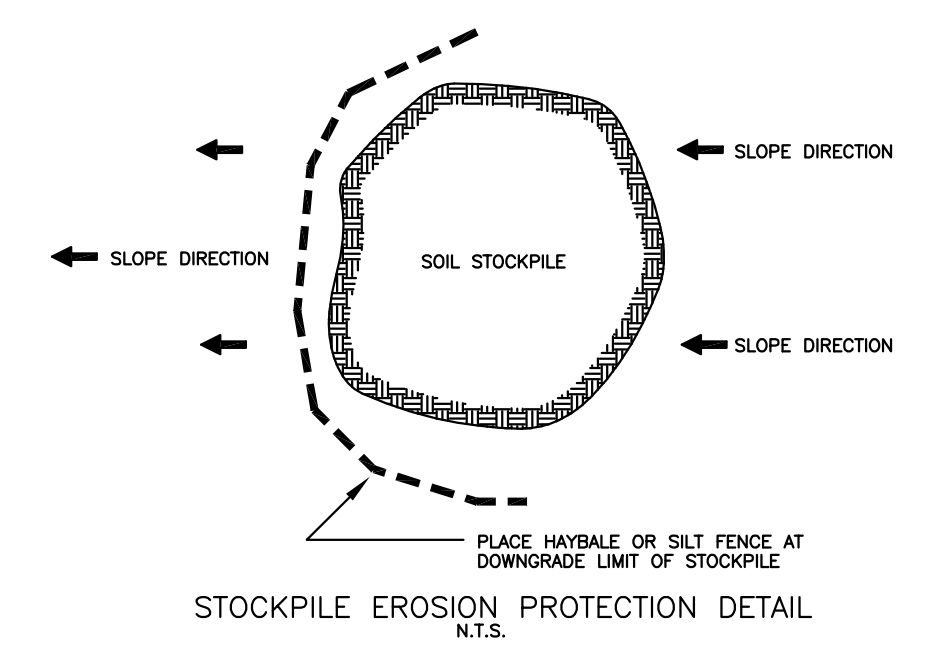 SLOPE DIRECTION
SLOPE DIRECTION
SOIL STOCKPILE
SLOPE DIRECTION
PLACE HAYBALE OR SILT FENCE AT
DOWNGRADE LIMIT OF STOCKPILE
STOCKPILE EROSION PROTECTION DETAIL
N.T.S.